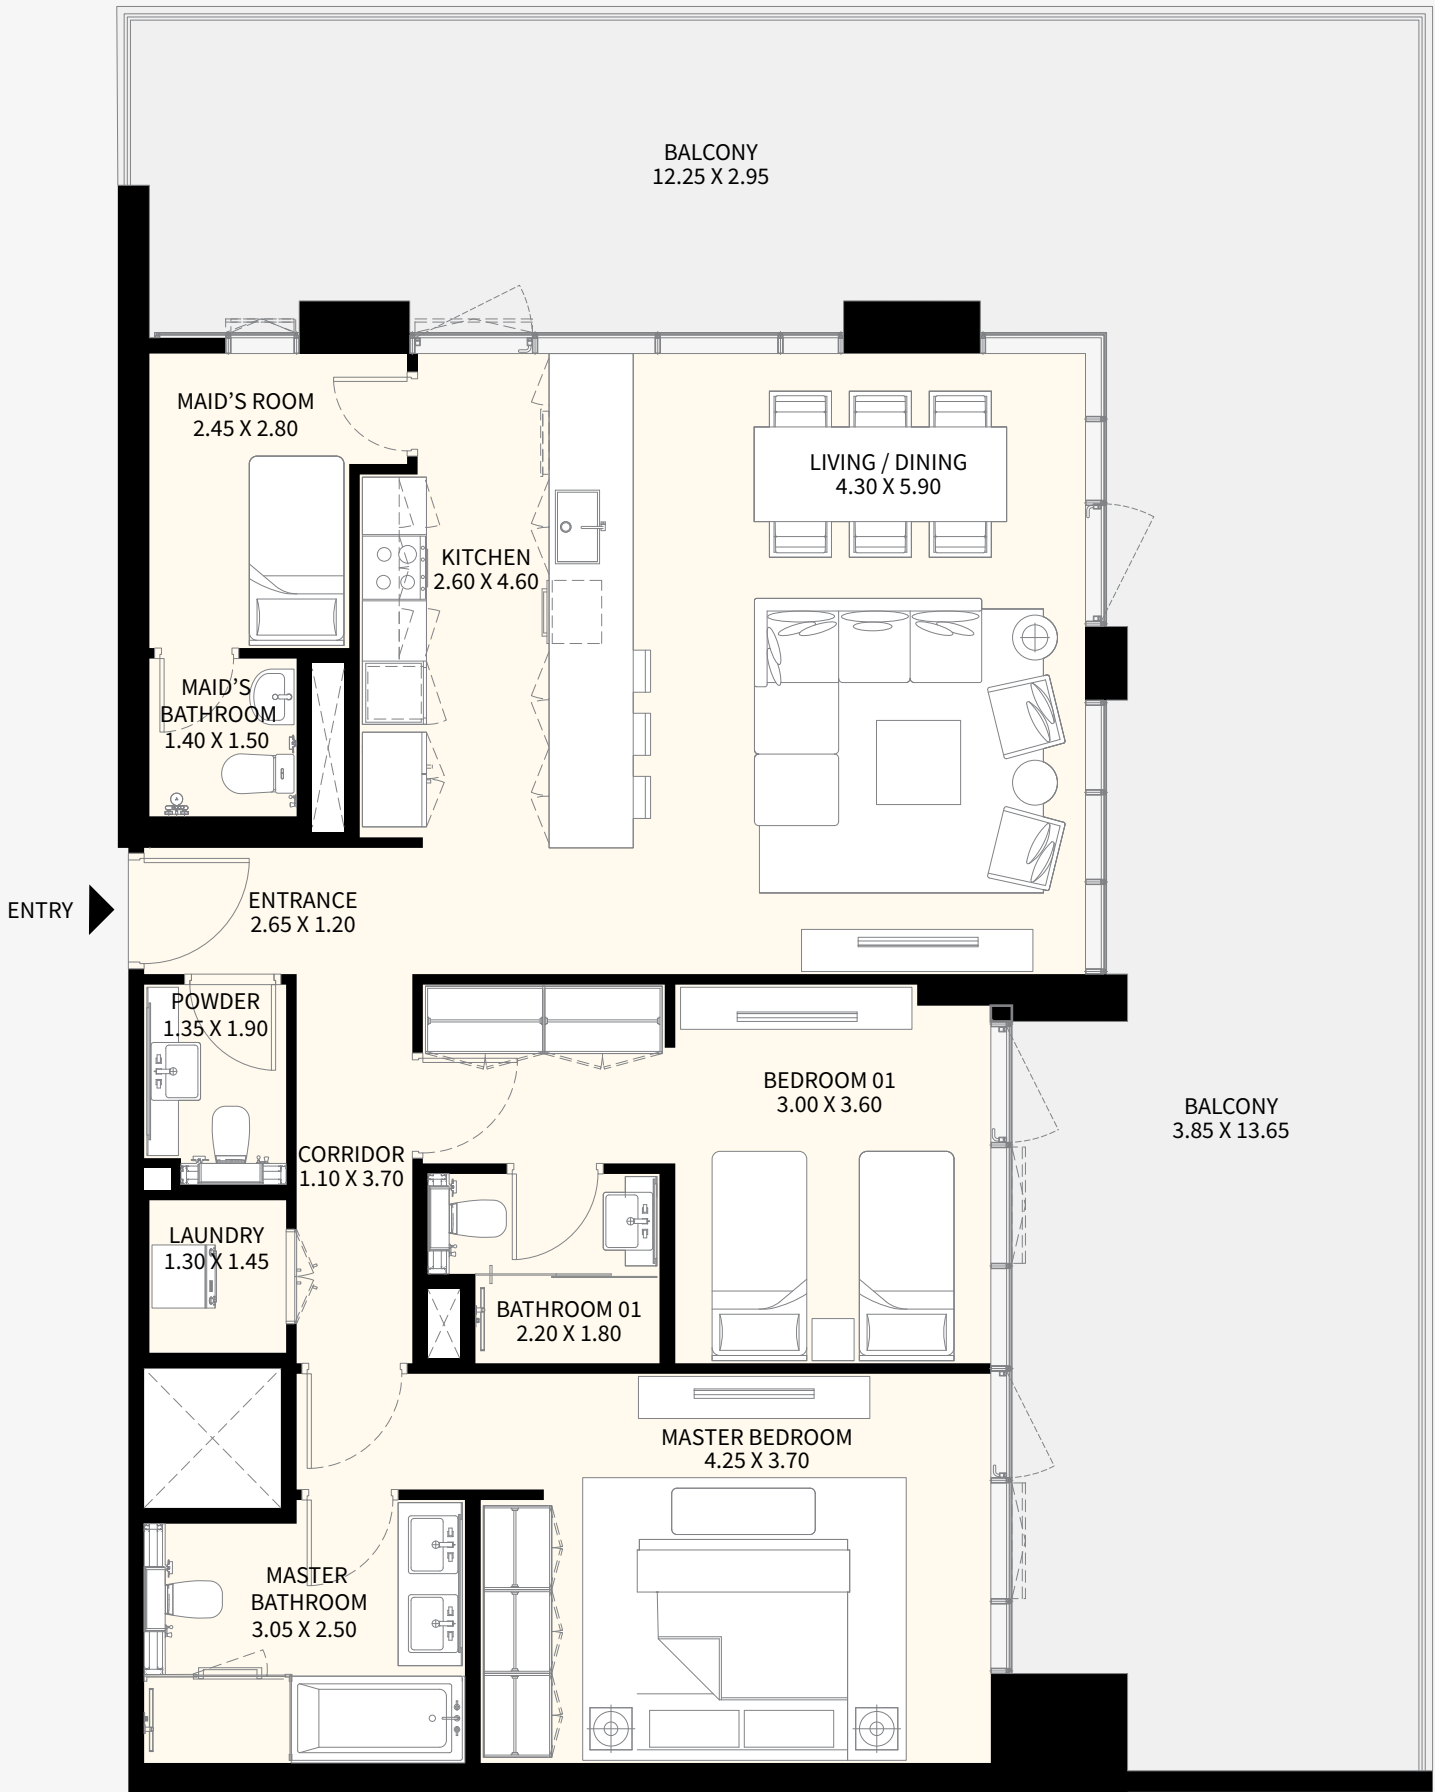 BALCONY
12.25 X 2.95
MAID’S ROOM
2.45 X 2.80
LIVING / DINING
4.30 X 5.90
KITCHEN
2.60 X 4.60
MAID’S
BATHROOM
1.40 X 1.50
ENTRY
ENTRANCE
2.65 X 1.20
POWDER
1.35 X 1.90
BEDROOM 01
3.00 X 3.60
BALCONY
3.85 X 13.65
CORRIDOR
1.10 X 3.70
LAUNDRY
1.30 X 1.45
BATHROOM 01
2.20 X 1.80
MASTER BEDROOM
4.25 X 3.70
MASTER
BATHROOM
3.05 X 2.50